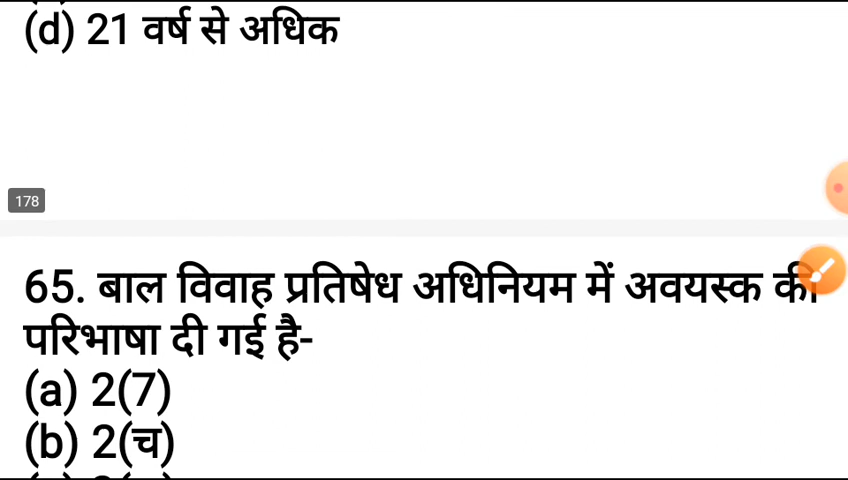 (d) 21 वर्ष से अधिक
178
65. बाल विवाह प्रतिषेध अधिनियम में अवयस्क की
परिभाषा दी गई है-
(a) 2(7)
(b) 2(च)